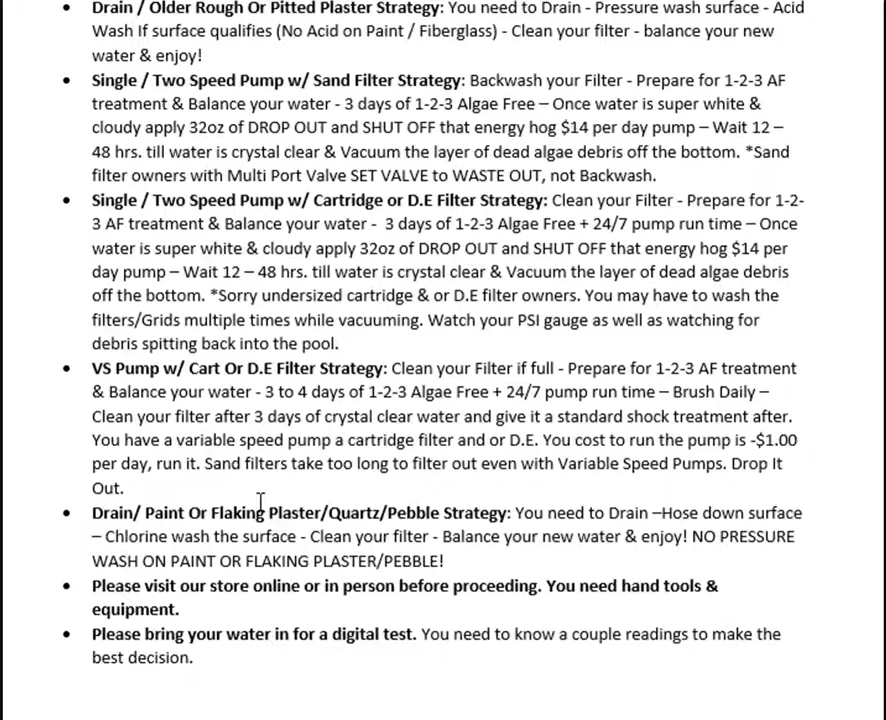 • Drain / Older Rough Or Pitted Plaster Strategy: You need to Drain - Pressure wash surface - Acid
Wash If surface qualifies (No Acid on Paint / Fiberglass) - Clean your filter - balance your new
water & enjoy!
• Single / Two Speed Pump w/ Sand Filter Strategy: Backwash your Filter - Prepare for 1-2-3 AF
treatment & Balance your water - 3 days of 1-2-3 Algae Free – Once water is super white &
cloudy apply 32oz of DROP OUT and SHUT OFF that energy hog $14 per day pump – Wait 12 –
48 hrs. till water is crystal clear & Vacuum the layer of dead algae debris off the bottom. *Sand
filter owners with Multi Port Valve SET VALVE to WASTE OUT, not Backwash.
• Single / Two Speed Pump w/ Cartridge or D.E Filter Strategy: Clean your Filter - Prepare for 1-2-
3 AF treatment & Balance your water - 3 days of 1-2-3 Algae Free + 24/7 pump run time – Once
water is super white & cloudy apply 32oz of DROP OUT and SHUT OFF that energy hog $14 per
day pump – Wait 12 – 48 hrs. till water is crystal clear & Vacuum the layer of dead algae debris
off the bottom. *Sorry undersized cartridge & or D.E filter owners. You may have to wash the
filters/Grids multiple times while vacuuming. Watch your PSI gauge as well as watching for
debris spitting back into the pool.
• VS Pump w/ Cart Or D.E Filter Strategy: Clean your Filter if full - Prepare for 1-2-3 AF treatment
& Balance your water - 3 to 4 days of 1-2-3 Algae Free + 24/7 pump run time – Brush Daily –
Clean your filter after 3 days of crystal clear water and give it a standard shock treatment after.
You have a variable speed pump a cartridge filter and or D.E. You cost to run the pump is -$1.00
per day, run it. Sand filters take too long to filter out even with Variable Speed Pumps. Drop It
Out.
• Drain/ Paint Or Flaking Plaster/Quartz/Pebble Strategy: You need to Drain –Hose down surface
– Chlorine wash the surface - Clean your filter - Balance your new water & enjoy! NO PRESSURE
WASH ON PAINT OR FLAKING PLASTER/PEBBLE!
• Please visit our store online or in person before proceeding. You need hand tools &
equipment.
• Please bring your water in for a digital test. You need to know a couple readings to make the
best decision.